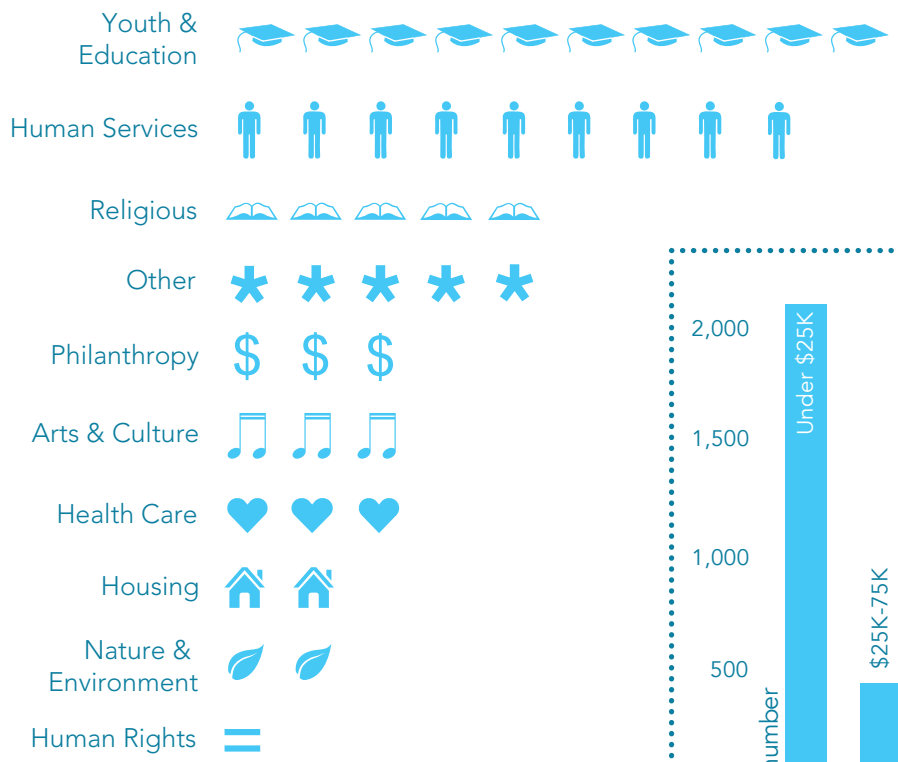 Youth &
Education
Human Services
Religious
Other
Philanthropy
Arts & Culture
Health Care
Housing
Nature &
Environment
Human Rights
2,000
1,500
1,000
500
Under $25K
$25K-75K